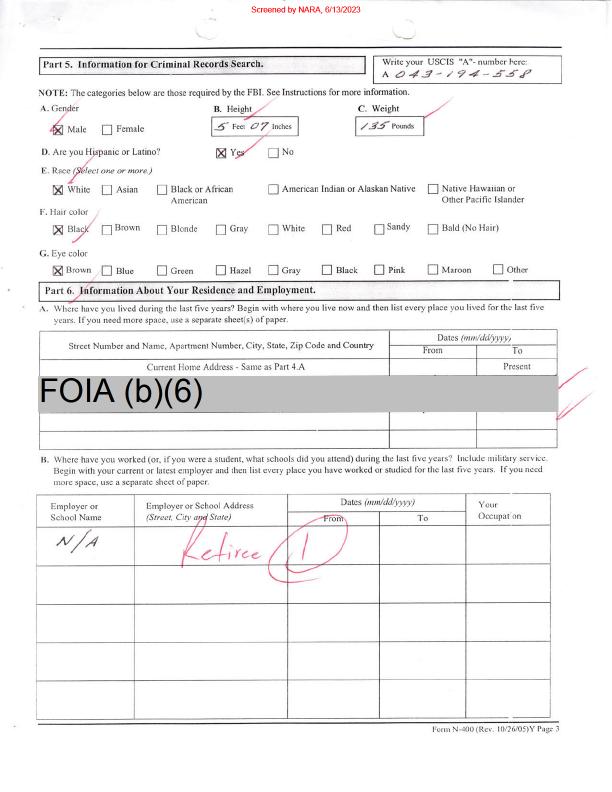 Screened by NARA, 6/13/2023
Part 5. Information for Criminal Records Search.
Write your USCIS "A"- number here:
A 043-194-558
NOTE: The categories below are those required by the FBI. See Instructions for more information.
A. Gender B. Height C. Weight
Male Female 5 Feet 07 Inches 135 Pounds
D. Are you Hispanic or Latino? Yes No
E. Race (Select one or more.)
White Asian Black or African American American Indian or Alaskan Native Native Hawaiian or Other Pacific Islander
F. Hair color
Black Brown Blonde Gray White Red Sandy Bald (No Hair)
G. Eye color
Brown Blue Green Hazel Gray Black Pink Maroon Other
Part 6. Information About Your Residence and Employment.
A. Where have you lived during the last five years? Begin with where you live now and then list every place you lived for the last five
years. If you need more space, use a separate sheet(s) of paper.
Street Number and Name, Apartment Number, City, State, Zip Code and Country Dates (mm/dd/yyyy)
From To
Current Home Address - Same as Part 4.A Present
FOIA (b)(6)
B. Where have you worked (or, if you were a student, what schools did you attend) during the last five years? Include military service.
Begin with your current or latest employer and then list every place you have worked or studied for the last five years. If you need
more space, use a separate sheet of paper.
Employer or School Name Employer or School Address (Street, City and State) Dates (mm/dd/yyyy) From To Your Occupation
N/A Retiree 1
Form N-400 (Rev. 10/26/05)Y Page 3